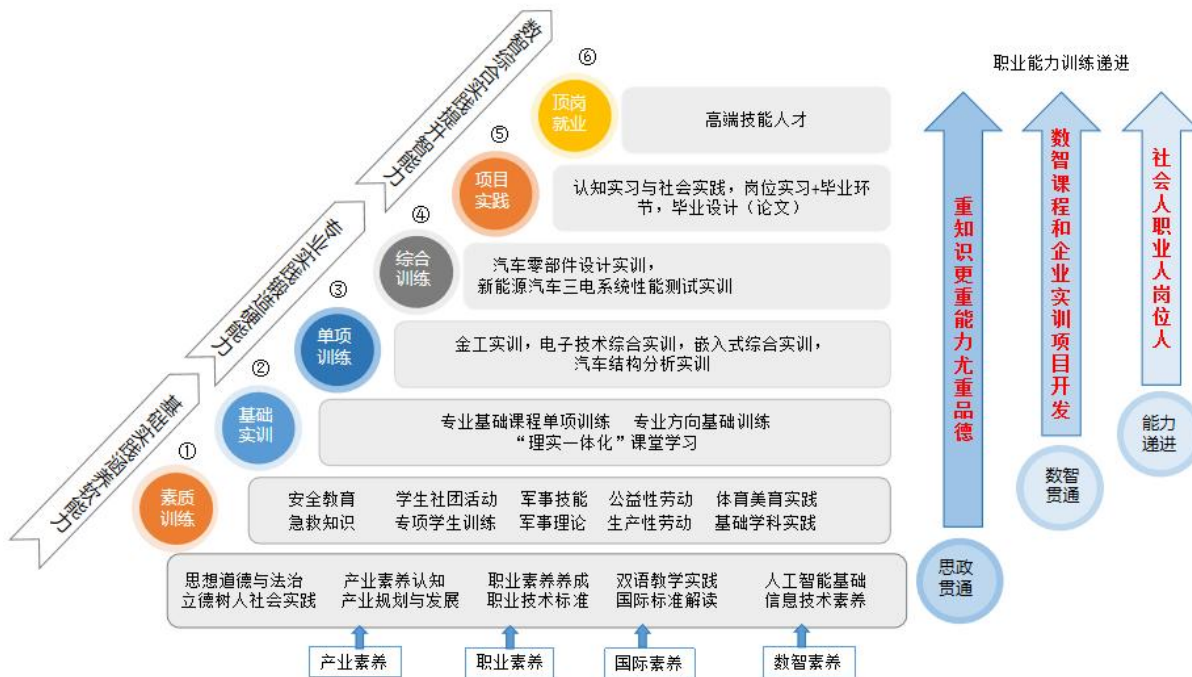 职业能力训练递进
数智综合实践提升智能力
专业实践锻造硬能力
基础实践涵养软能力
⑥
顶岗
就业
高端技能人才
⑤
项目
实践
认知实习与社会实践，岗位实习+毕业环
节，毕业设计（论文）
④
综合
训练
汽车零部件设计实训，
新能源汽车三电系统性能测试实训
③
单项
训练
金工实训，电子技术综合实训，嵌入式综合实训，
汽车结构分析实训
②
基础
实训
专业基础课程单项训练 专业方向基础训练
“理实一体化”课堂学习
①
素质
训练
安全教育 学生社团活动 军事技能 公益性劳动 体育美育实践
急救知识 专项学生训练 军事理论 生产性劳动 基础学科实践
思想道德与法治 产业素养认知 职业素养养成 双语教学实践 人工智能基础
立德树人社会实践 产业规划与发展 职业技术标准 国际标准解读 信息技术素养
产业素养 职业素养 国际素养 数智素养
重知识更重能力尤重品德
思政
贯通
数智课程和企业实训项目开发
数智
贯通
社会人职业人岗位人
能力
递进